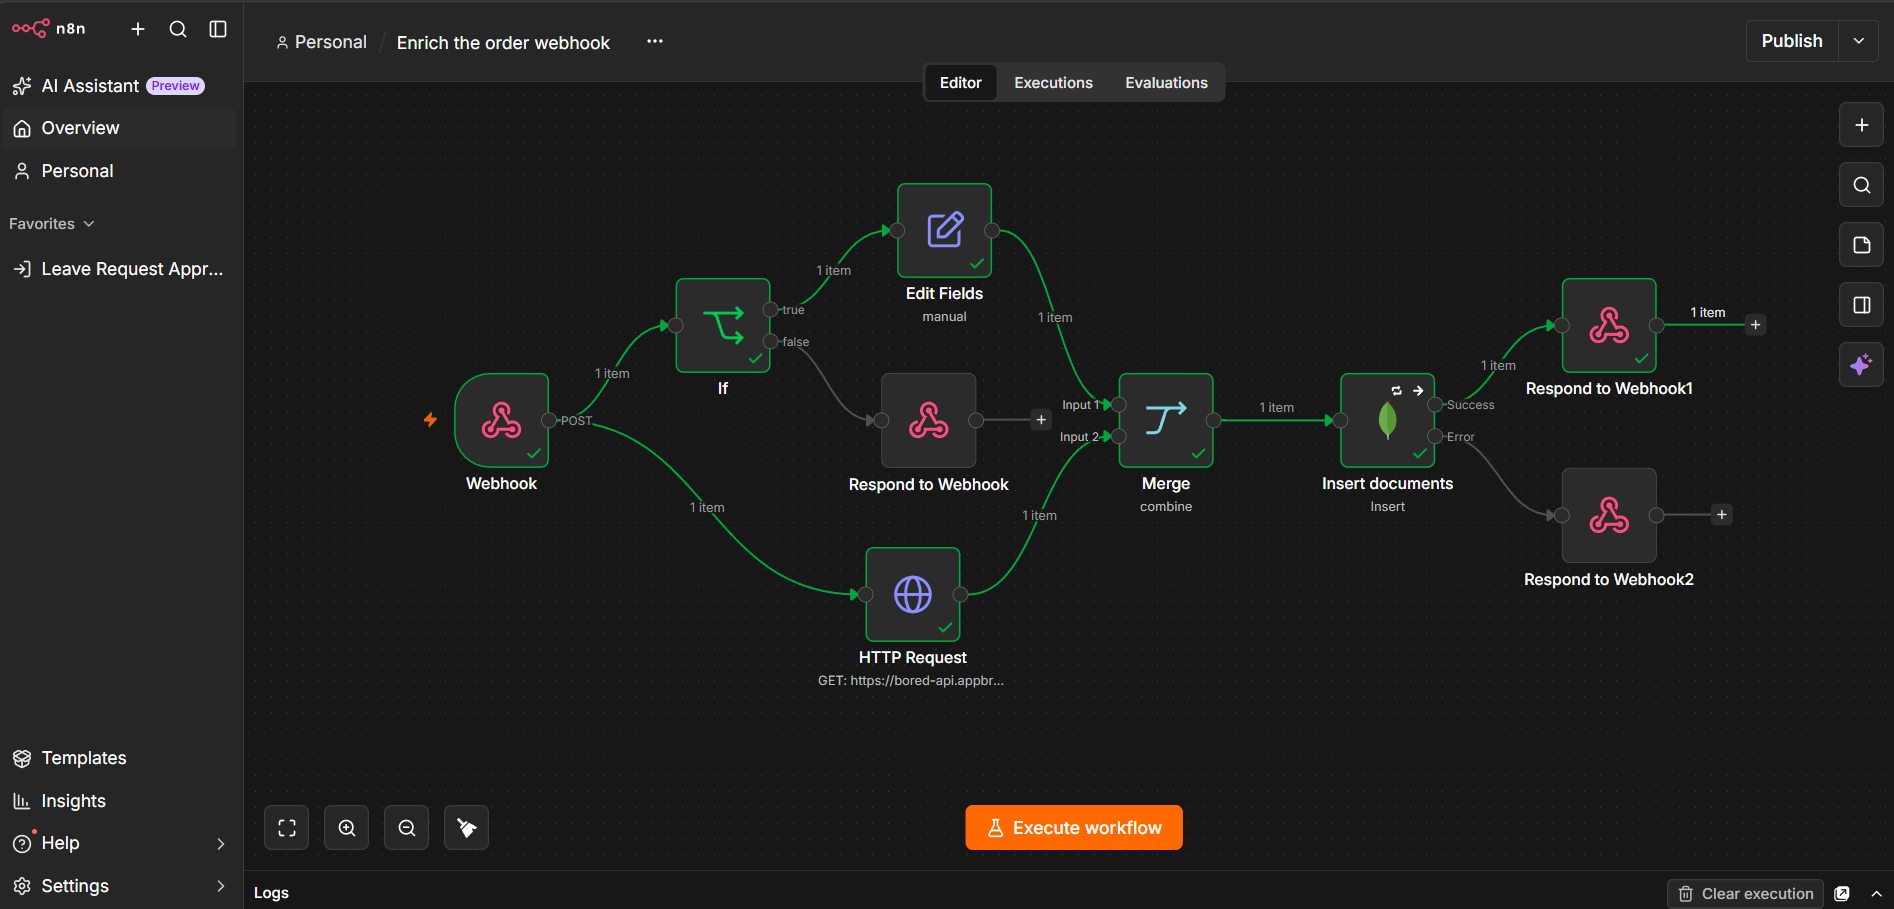 n8n
AI Assistant Preview
Overview
Personal
Favorites
Leave Request Appr...
Templates
Insights
Help
Settings
Personal / Enrich the order webhook ...
Publish
Editor Executions Evaluations
Edit Fields
manual
1 item
true
false
If
1 item
1 item
POST
Webhook
Respond to Webhook
1 item
HTTP Request
GET: https://bored-api.appbr...
1 item
Input 1
Input 2
Merge
combine
1 item
Success
Error
Insert documents
Insert
1 item
1 item
Respond to Webhook1
Respond to Webhook2
Execute workflow
Logs
Clear execution